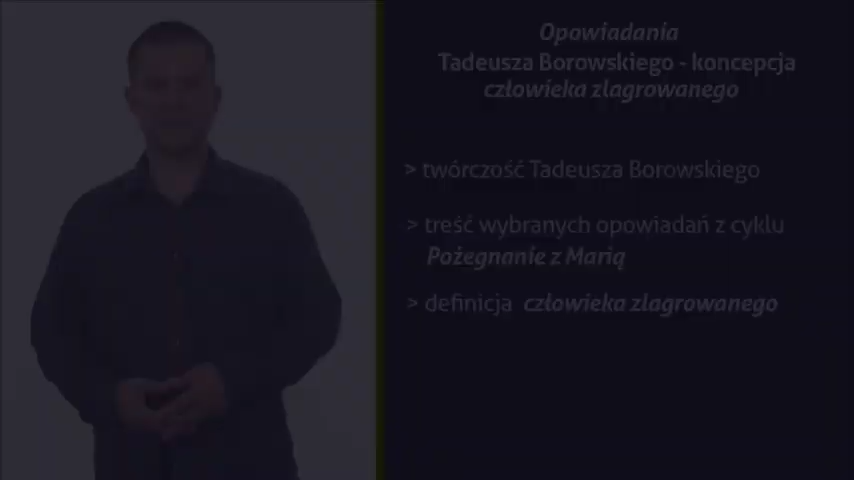 Opowiadania
Tadeusza Borowskiego - koncepcja
człowieka zlagrowanego
> twórczość Tadeusza Borowskiego
> treść wybranych opowiadań z cyklu
Pożegnanie z Marią
> definicja człowieka zlagrowanego